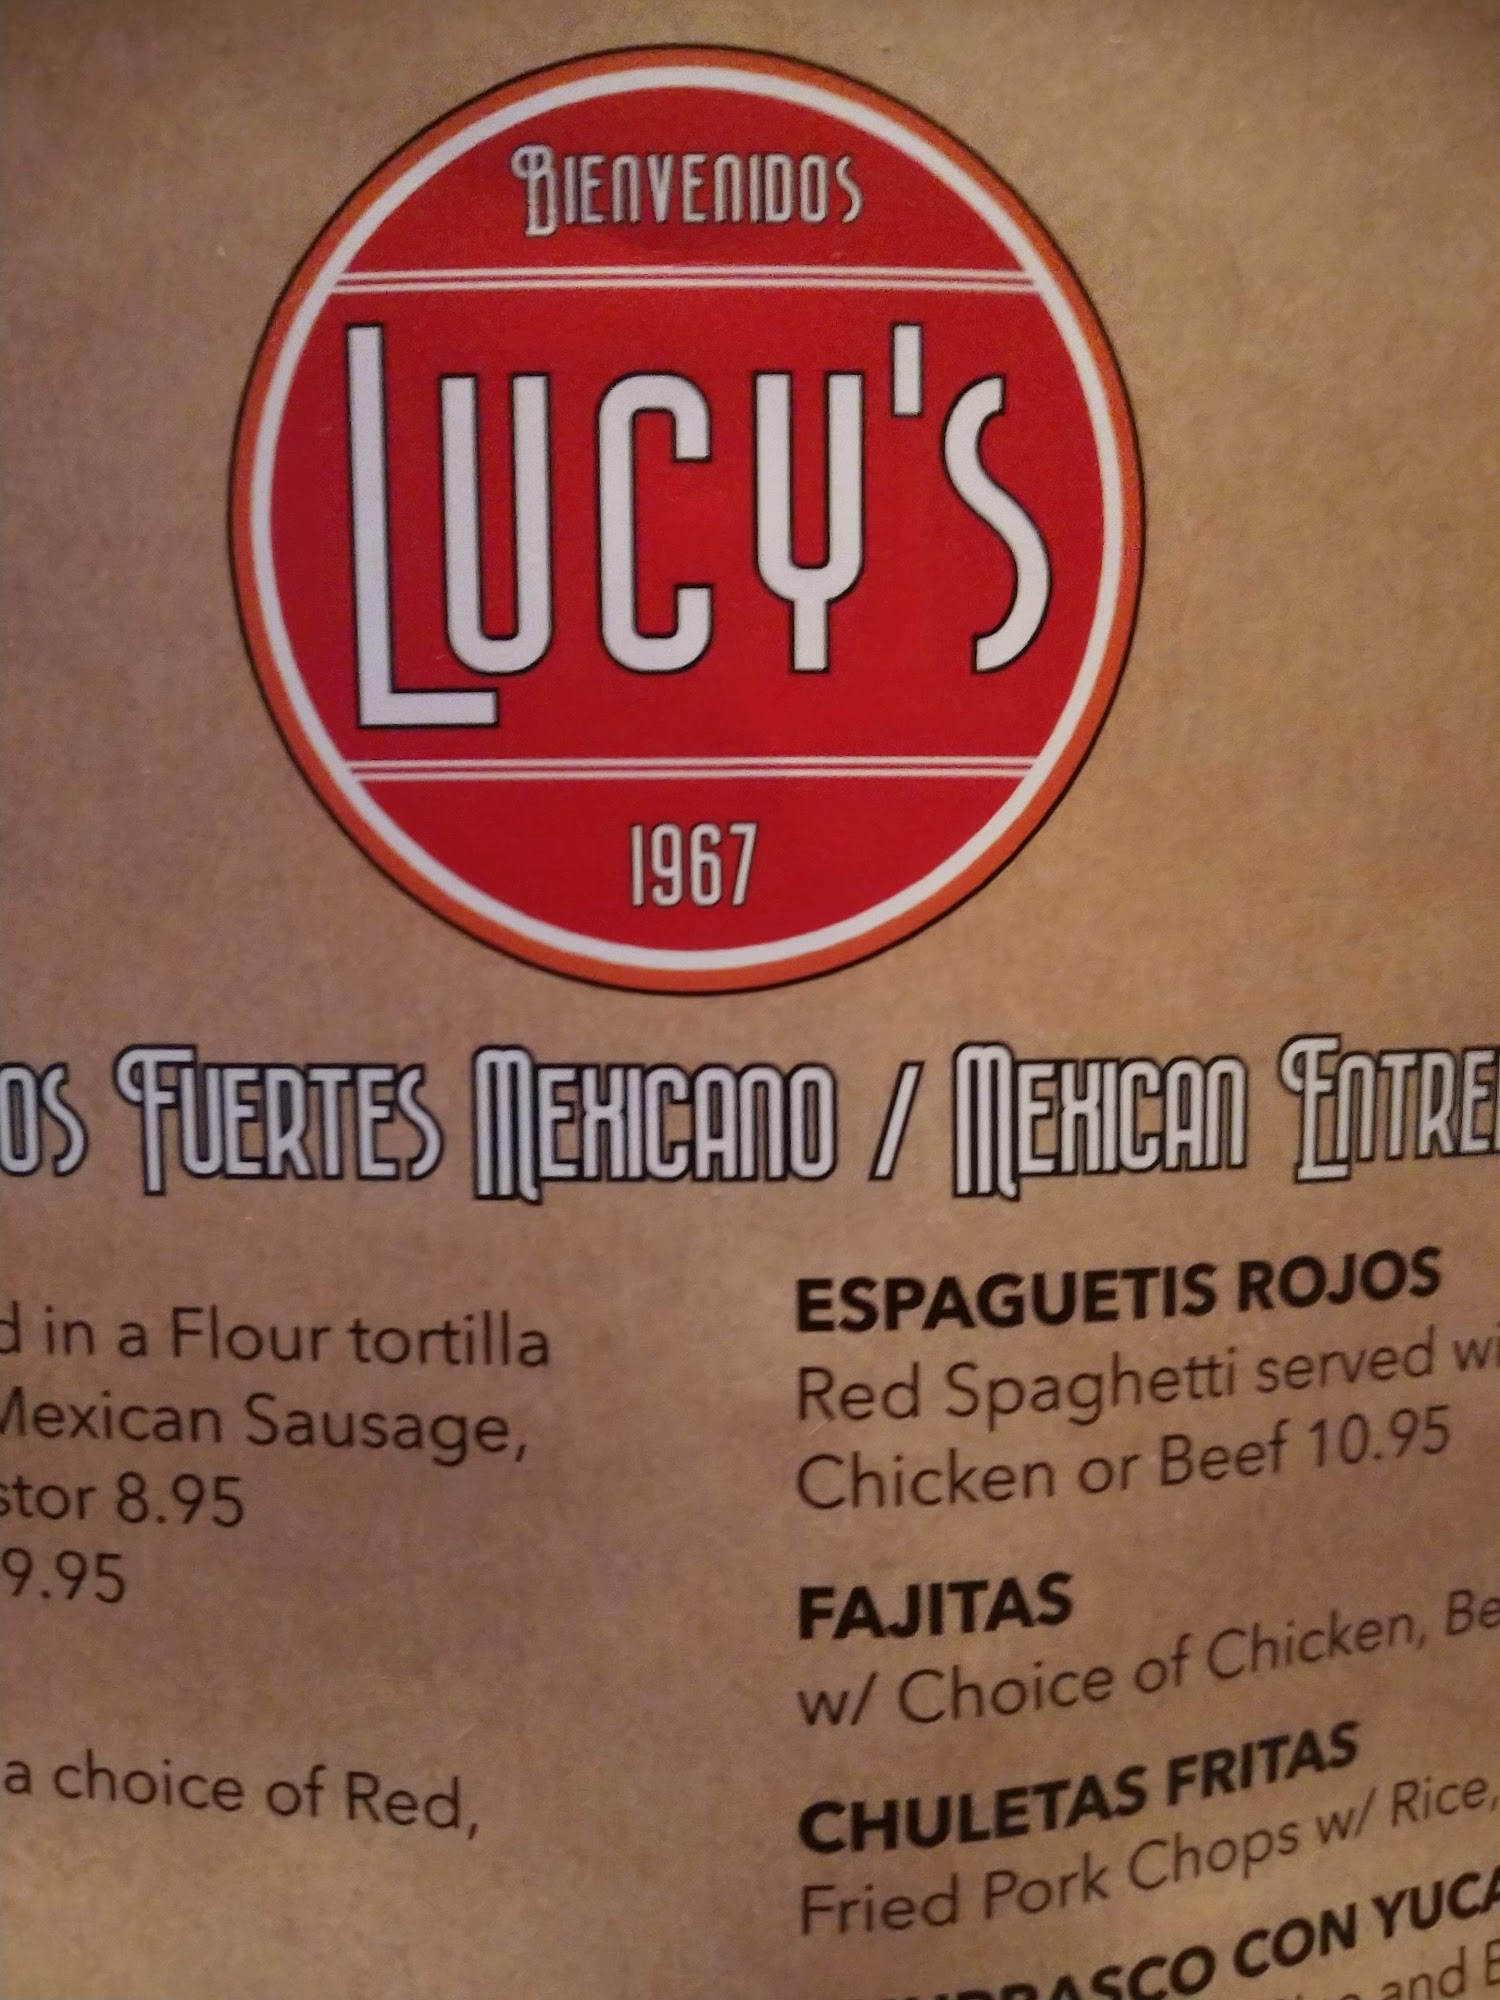 BIENVENIDOS
LUCY'S
1967
OS FUERTES MEXICANO / MEXICAN ENTRE
d in a Flour tortilla
Mexican Sausage,
stor 8.95
9.95
a choice of Red,
ESPAGUETIS ROJOS
Red Spaghetti served wi
Chicken or Beef 10.95
FAJITAS
w/ Choice of Chicken, Be
CHULETAS FRITAS
Fried Pork Chops w/ Rice,
CON YUCA
and